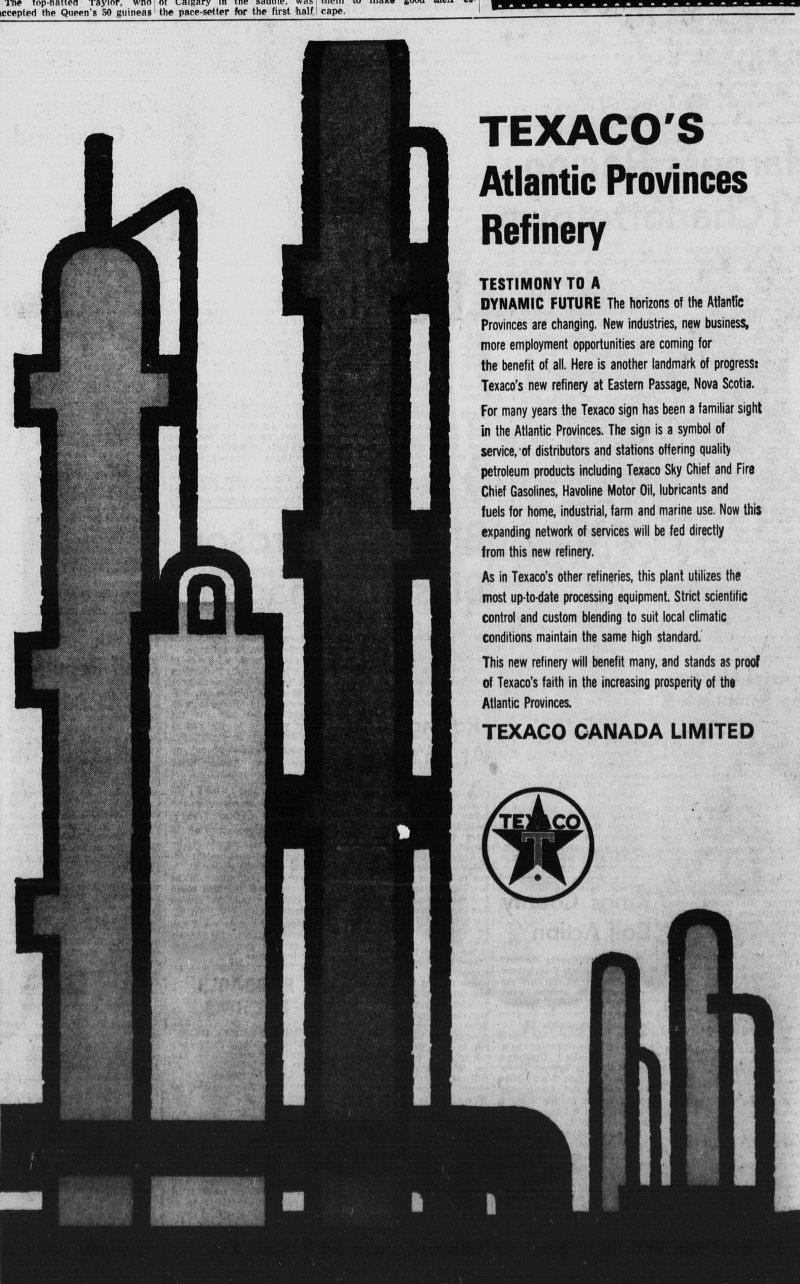 The top-hatted Taylor, who
accepted the Queen's 50 guineas
of Calgary in the saddle, was
the pace-setter for the first half
them to make good their es-
cape.
TEXACO'S
Atlantic Provinces
Refinery
TESTIMONY TO A
DYNAMIC FUTURE The horizons of the Atlantic
Provinces are changing. New industries, new business,
more employment opportunities are coming for
the benefit of all. Here is another landmark of progress:
Texaco's new refinery at Eastern Passage, Nova Scotia.
For many years the Texaco sign has been a familiar sight
in the Atlantic Provinces. The sign is a symbol of
service, of distributors and stations offering quality
petroleum products including Texaco Sky Chief and Fire
Chief Gasolines, Havoline Motor Oil, lubricants and
fuels for home, industrial, farm and marine use. Now this
expanding network of services will be fed directly
from this new refinery.
As in Texaco's other refineries, this plant utilizes the
most up-to-date processing equipment. Strict scientific
control and custom blending to suit local climatic
conditions maintain the same high standard.
This new refinery will benefit many, and stands as proof
of Texaco's faith in the increasing prosperity of the
Atlantic Provinces.
TEXACO CANADA LIMITED
TEXACO
T